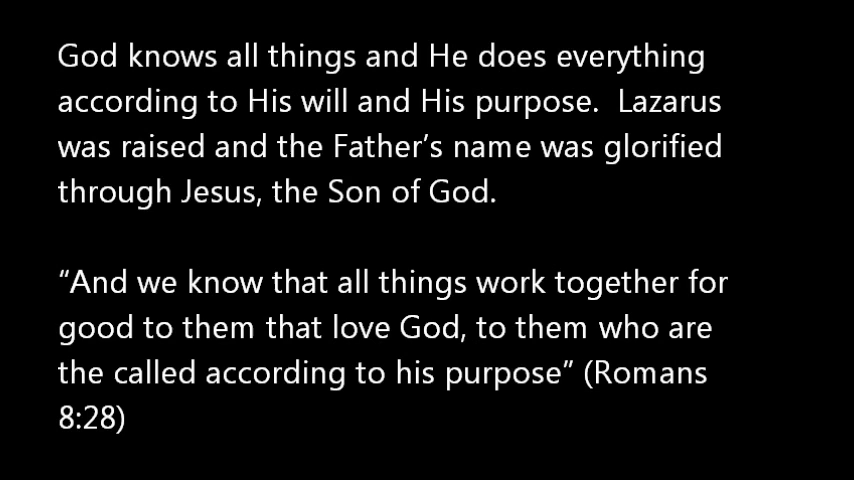 God knows all things and He does everything
according to His will and His purpose.  Lazarus
was raised and the Father’s name was glorified
through Jesus, the Son of God.
“And we know that all things work together for
good to them that love God, to them who are
the called according to his purpose” (Romans
8:28)